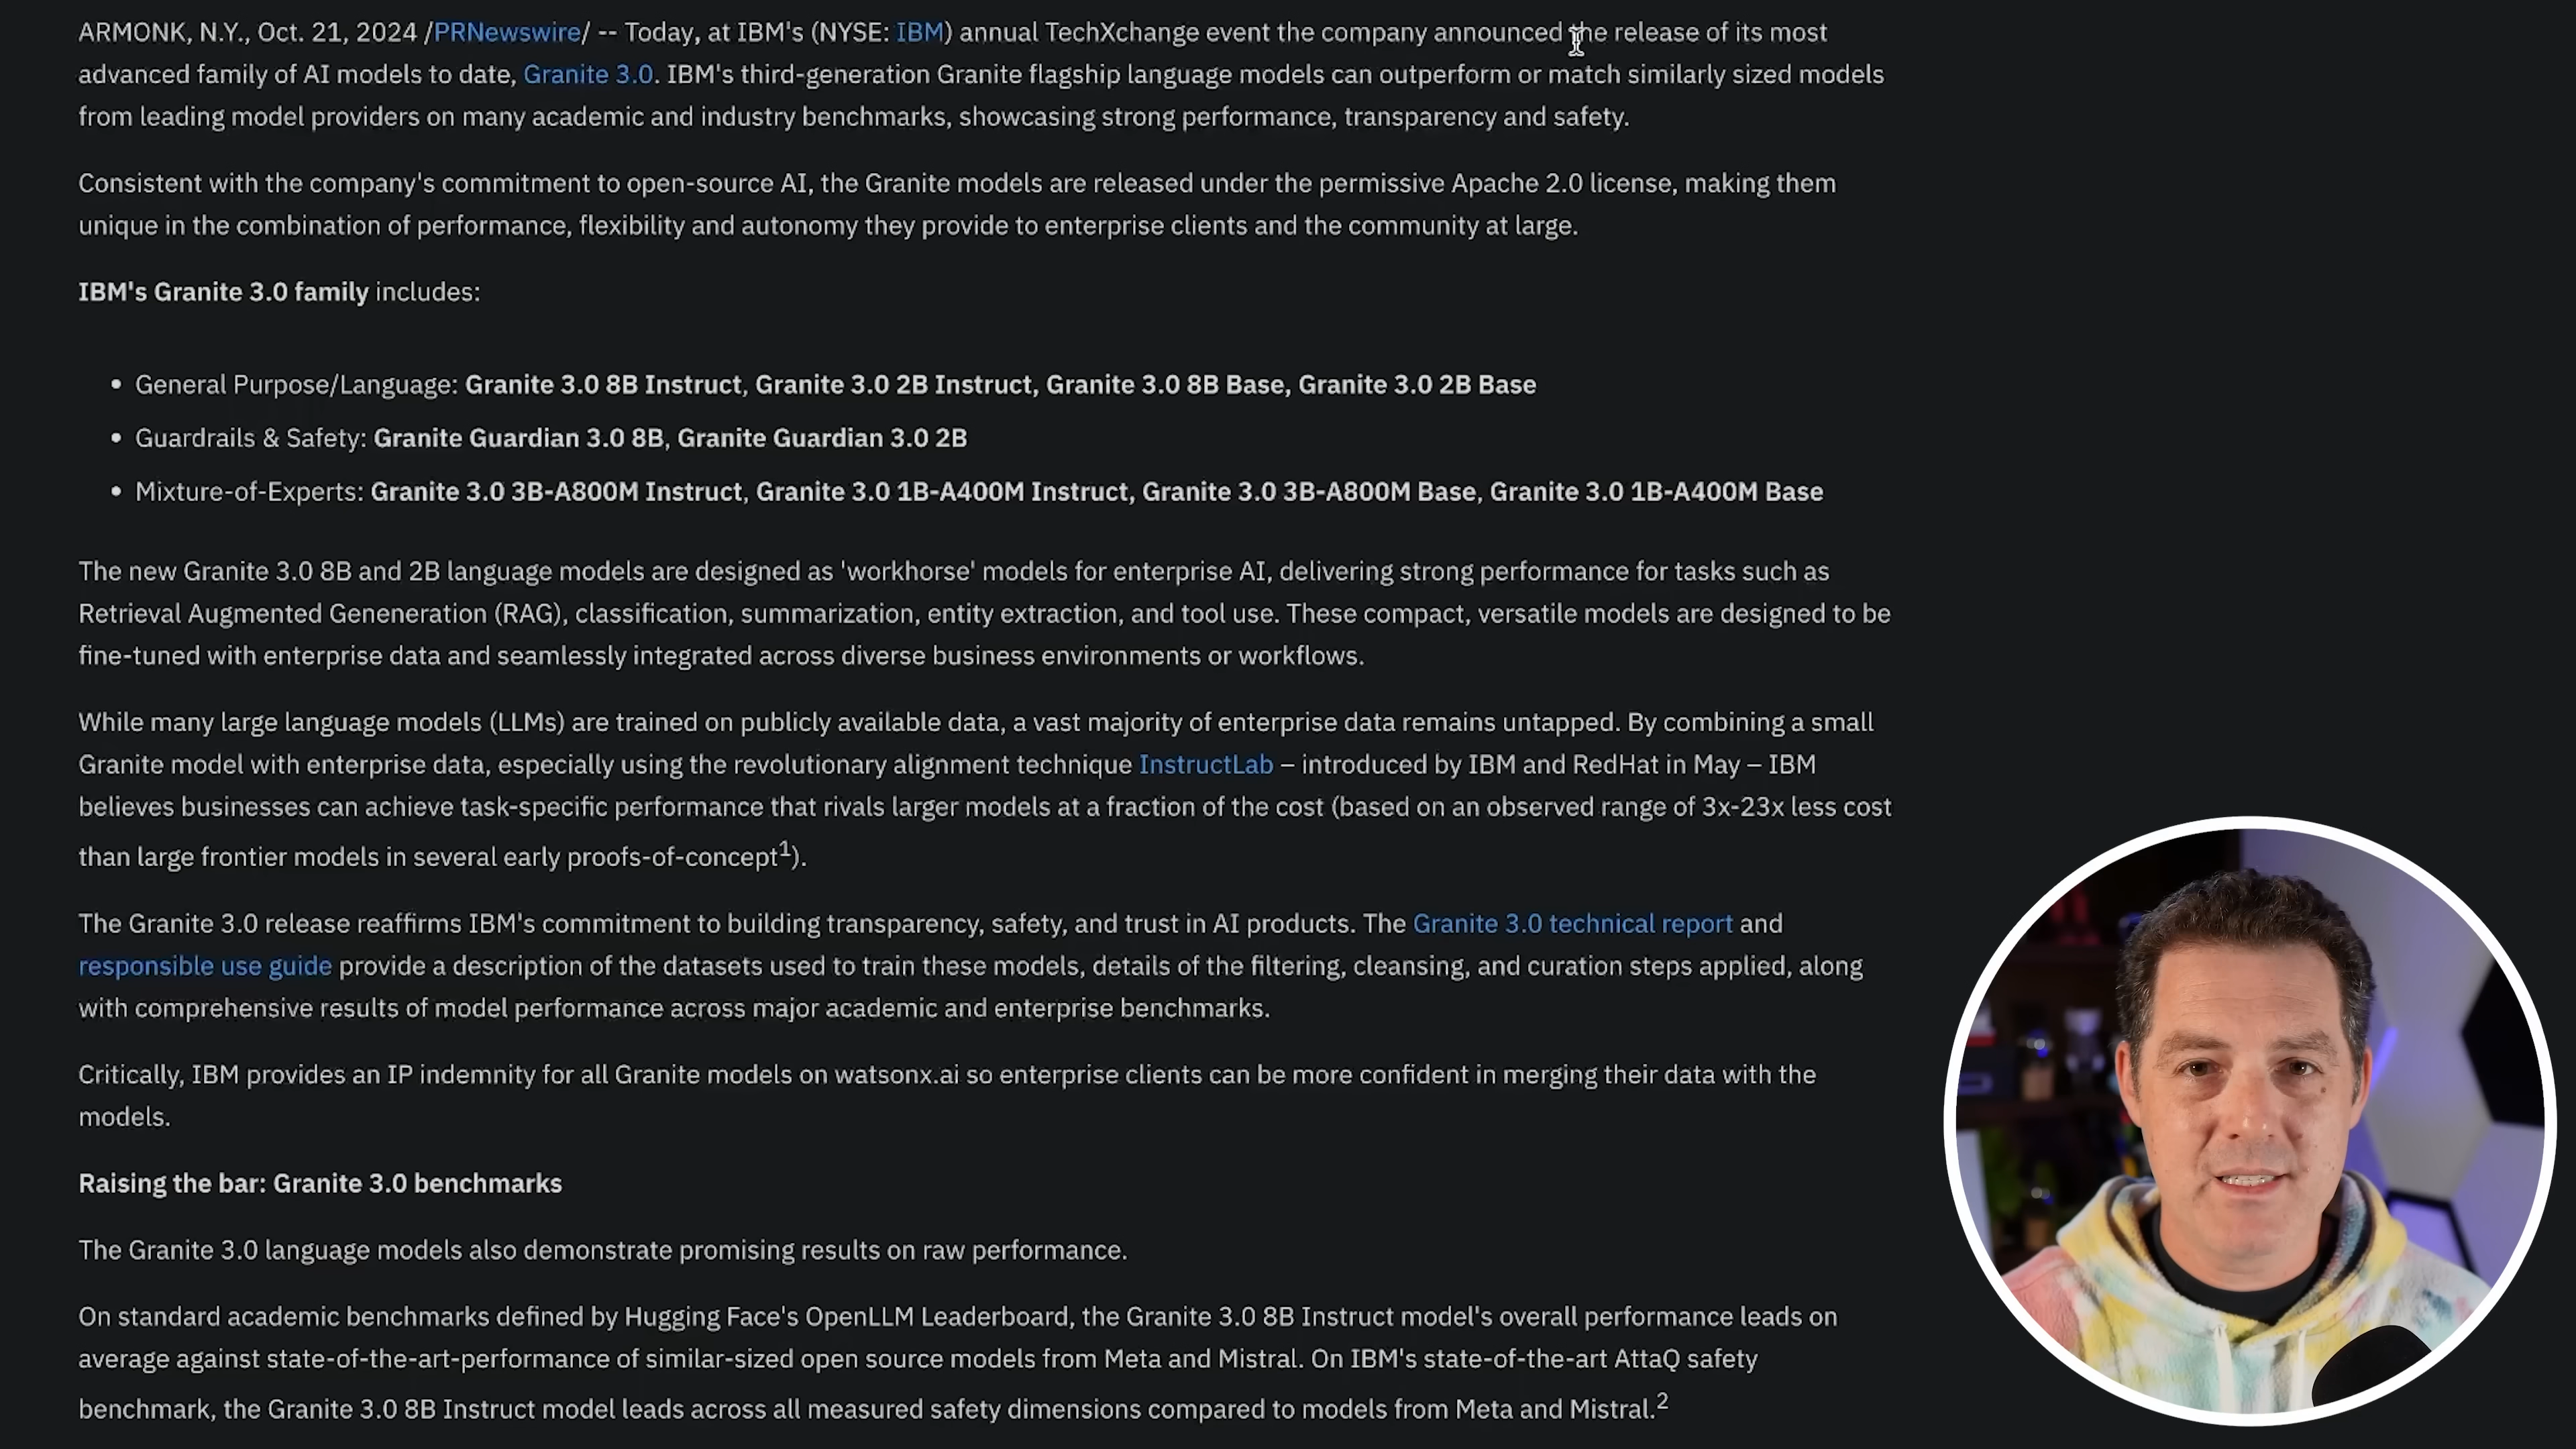 ARMONK, N.Y., Oct. 21, 2024 /PRNewswire/ -- Today, at IBM's (NYSE: IBM) annual TechXchange event the company announced the release of its most
advanced family of AI models to date, Granite 3.0. IBM's third-generation Granite flagship language models can outperform or match similarly sized models
from leading model providers on many academic and industry benchmarks, showcasing strong performance, transparency and safety.
Consistent with the company's commitment to open-source AI, the Granite models are released under the permissive Apache 2.0 license, making them
unique in the combination of performance, flexibility and autonomy they provide to enterprise clients and the community at large.
IBM's Granite 3.0 family includes:
• General Purpose/Language: Granite 3.0 8B Instruct, Granite 3.0 2B Instruct, Granite 3.0 8B Base, Granite 3.0 2B Base
• Guardrails & Safety: Granite Guardian 3.0 8B, Granite Guardian 3.0 2B
• Mixture-of-Experts: Granite 3.0 3B-A800M Instruct, Granite 3.0 1B-A400M Instruct, Granite 3.0 3B-A800M Base, Granite 3.0 1B-A400M Base
The new Granite 3.0 8B and 2B language models are designed as 'workhorse' models for enterprise AI, delivering strong performance for tasks such as
Retrieval Augmented Geneneration (RAG), classification, summarization, entity extraction, and tool use. These compact, versatile models are designed to be
fine-tuned with enterprise data and seamlessly integrated across diverse business environments or workflows.
While many large language models (LLMs) are trained on publicly available data, a vast majority of enterprise data remains untapped. By combining a small
Granite model with enterprise data, especially using the revolutionary alignment technique InstructLab – introduced by IBM and RedHat in May – IBM
believes businesses can achieve task-specific performance that rivals larger models at a fraction of the cost (based on an observed range of 3x-23x less cost
than large frontier models in several early proofs-of-concept1).
The Granite 3.0 release reaffirms IBM's commitment to building transparency, safety, and trust in AI products. The Granite 3.0 technical report and
responsible use guide provide a description of the datasets used to train these models, details of the filtering, cleansing, and curation steps applied, along
with comprehensive results of model performance across major academic and enterprise benchmarks.
Critically, IBM provides an IP indemnity for all Granite models on watsonx.ai so enterprise clients can be more confident in merging their data with the
models.
Raising the bar: Granite 3.0 benchmarks
The Granite 3.0 language models also demonstrate promising results on raw performance.
On standard academic benchmarks defined by Hugging Face's OpenLLM Leaderboard, the Granite 3.0 8B Instruct model's overall performance leads on
average against state-of-the-art-performance of similar-sized open source models from Meta and Mistral. On IBM's state-of-the-art AttaQ safety
benchmark, the Granite 3.0 8B Instruct model leads across all measured safety dimensions compared to models from Meta and Mistral.2